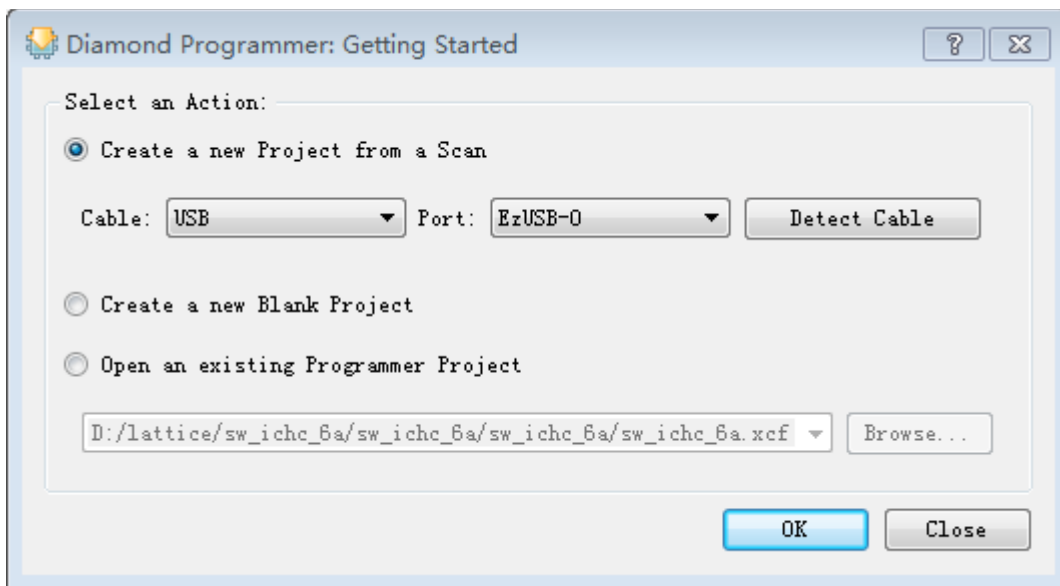 Diamond Programmer: Getting Started
Select an Action:
Create a new Project from a Scan
Cable: USB Port: EzUSB-0 Detect Cable
Create a new Blank Project
Open an existing Programmer Project
D:/lattice/sw_ichc_6a/sw_ichc_6a/sw_ichc_6a/sw_ichc_6a.xcf Browse...
OK Close